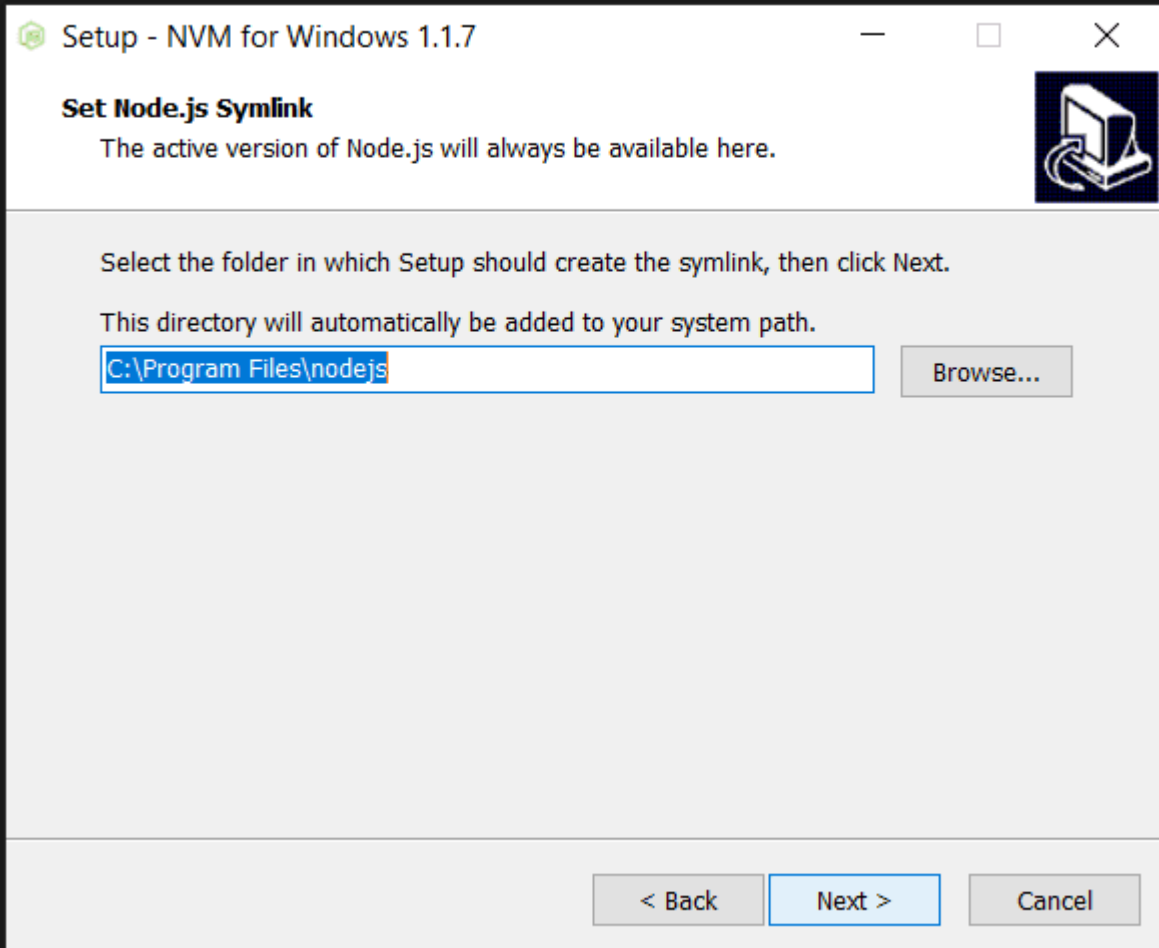 Setup - NVM for Windows 1.1.7
Set Node.js Symlink
The active version of Node.js will always be available here.
Select the folder in which Setup should create the symlink, then click Next.
This directory will automatically be added to your system path.
C:\Program Files\nodejs
Browse...
< Back
Next >
Cancel